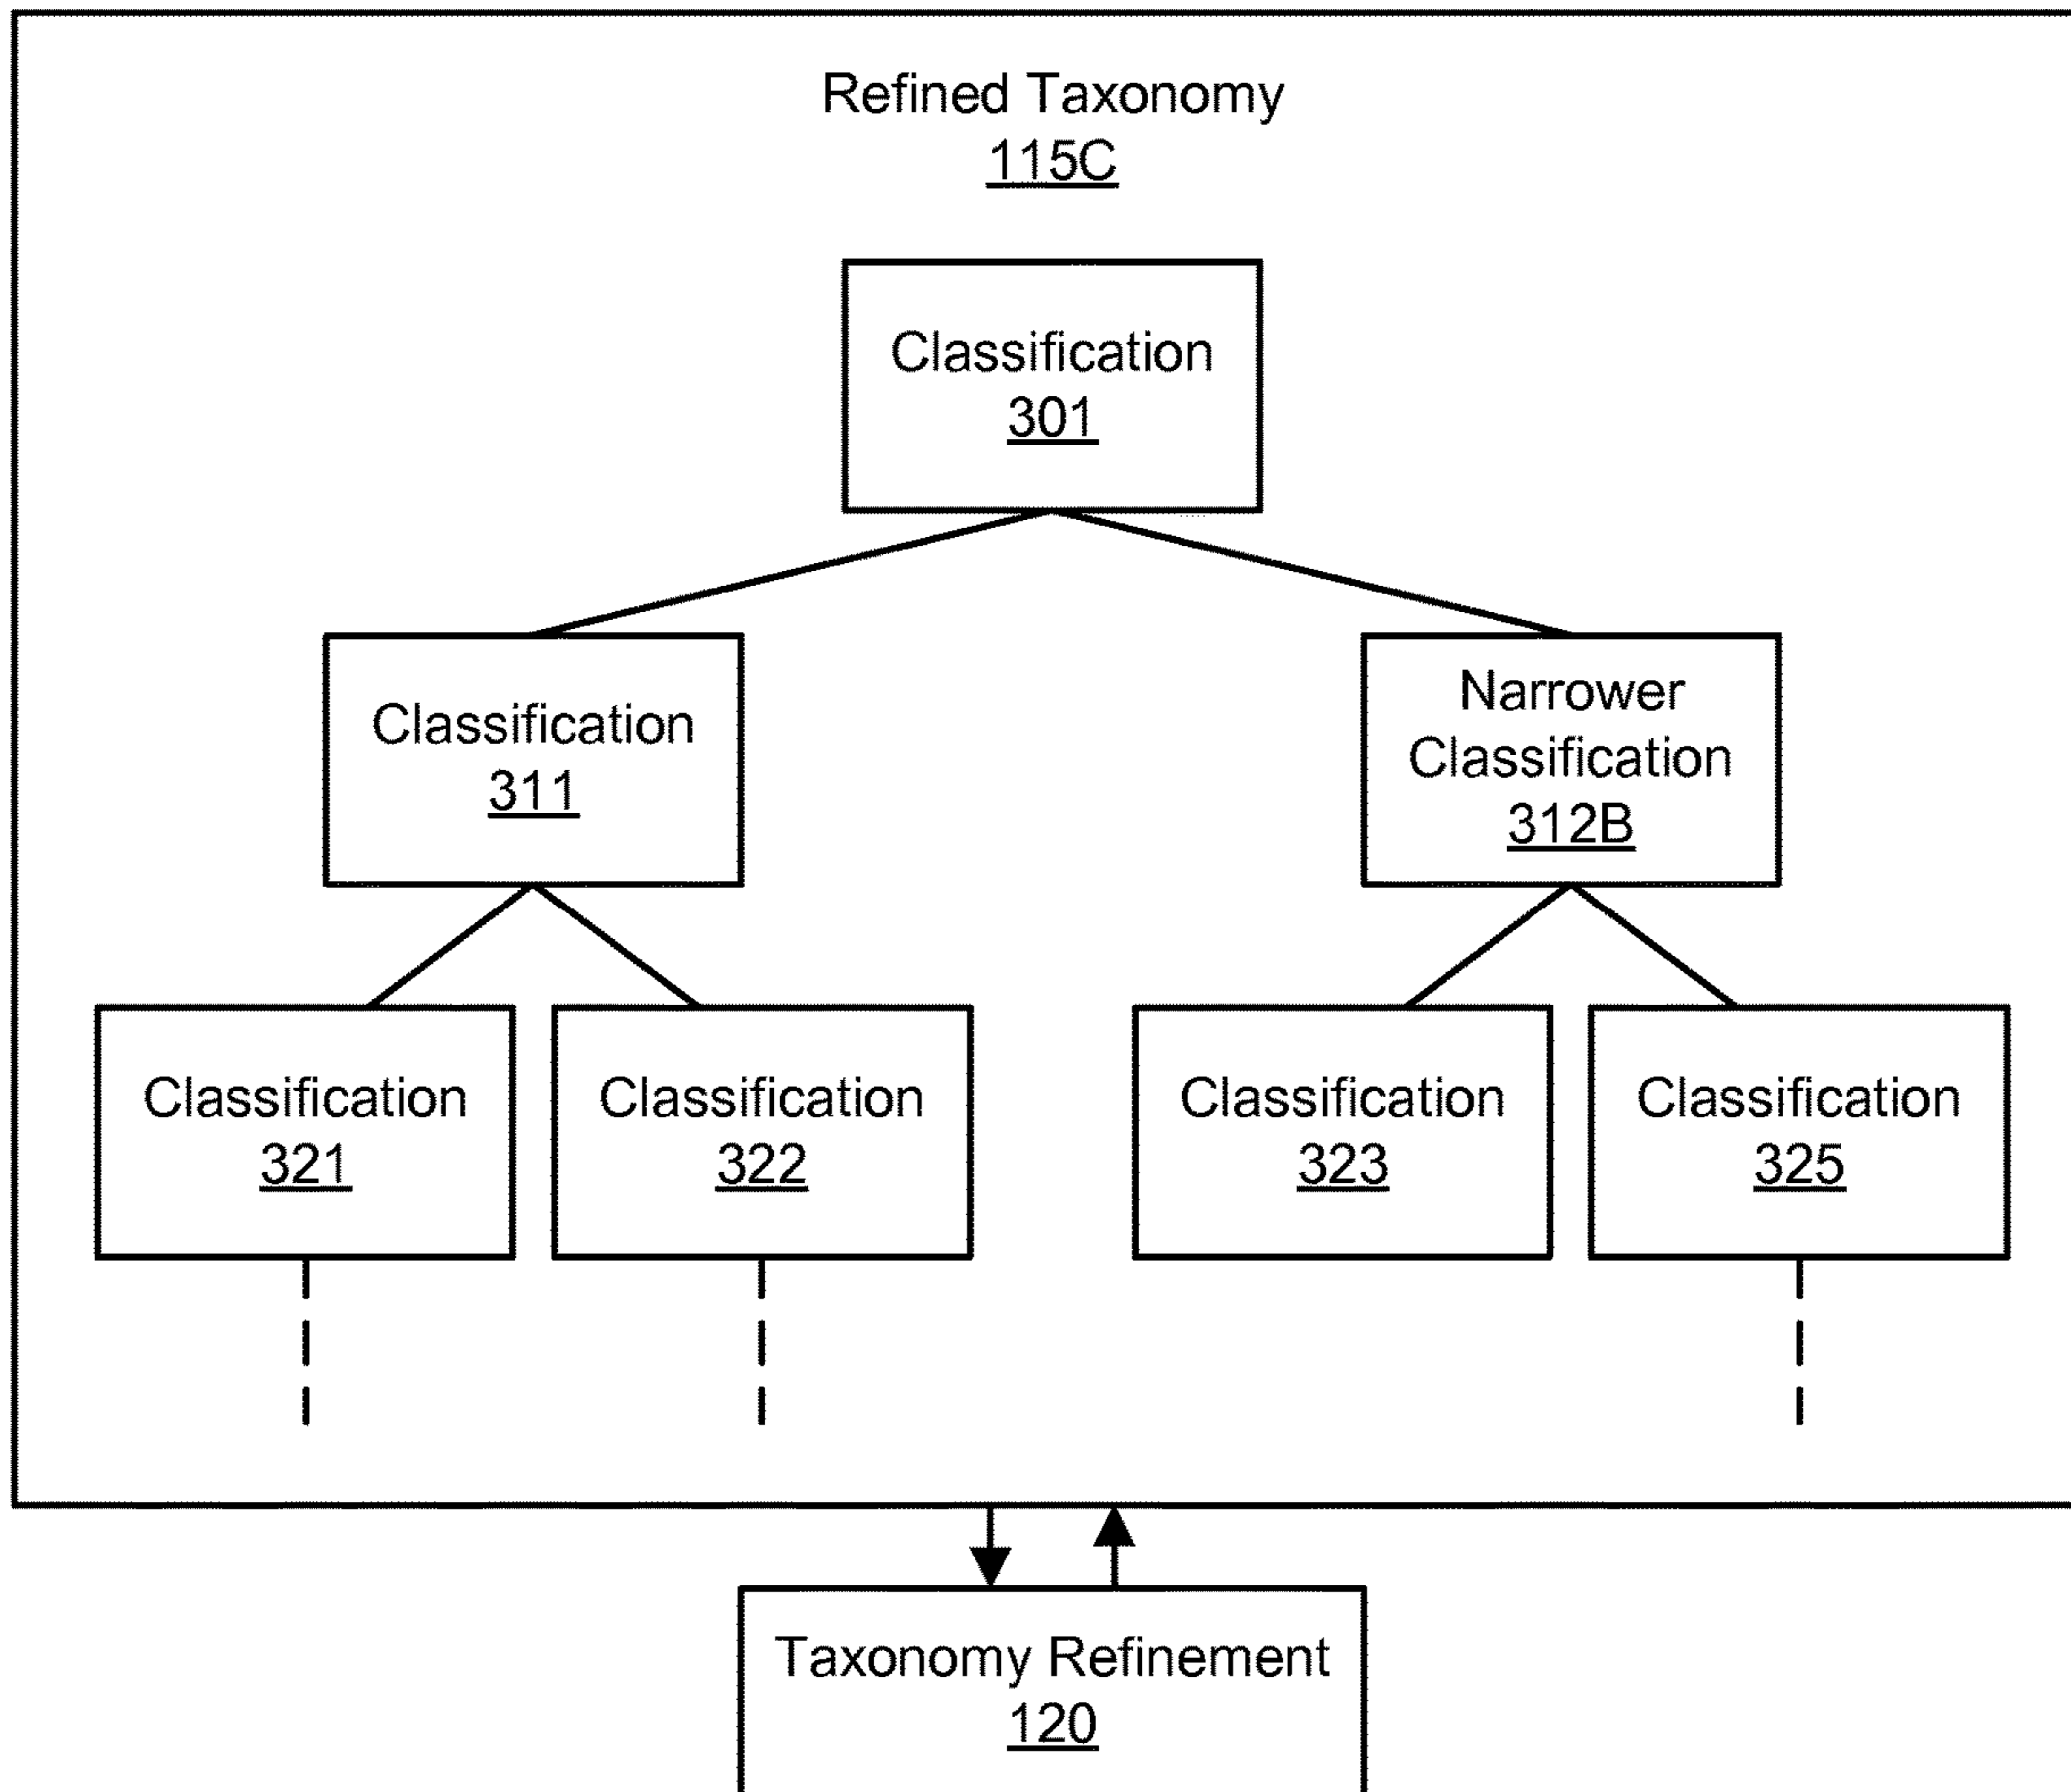 Refined Taxonomy
115C
Classification
301
Classification
311
Narrower
Classification
312B
Classification
321
Classification
322
Classification
323
Classification
325
Taxonomy Refinement
120